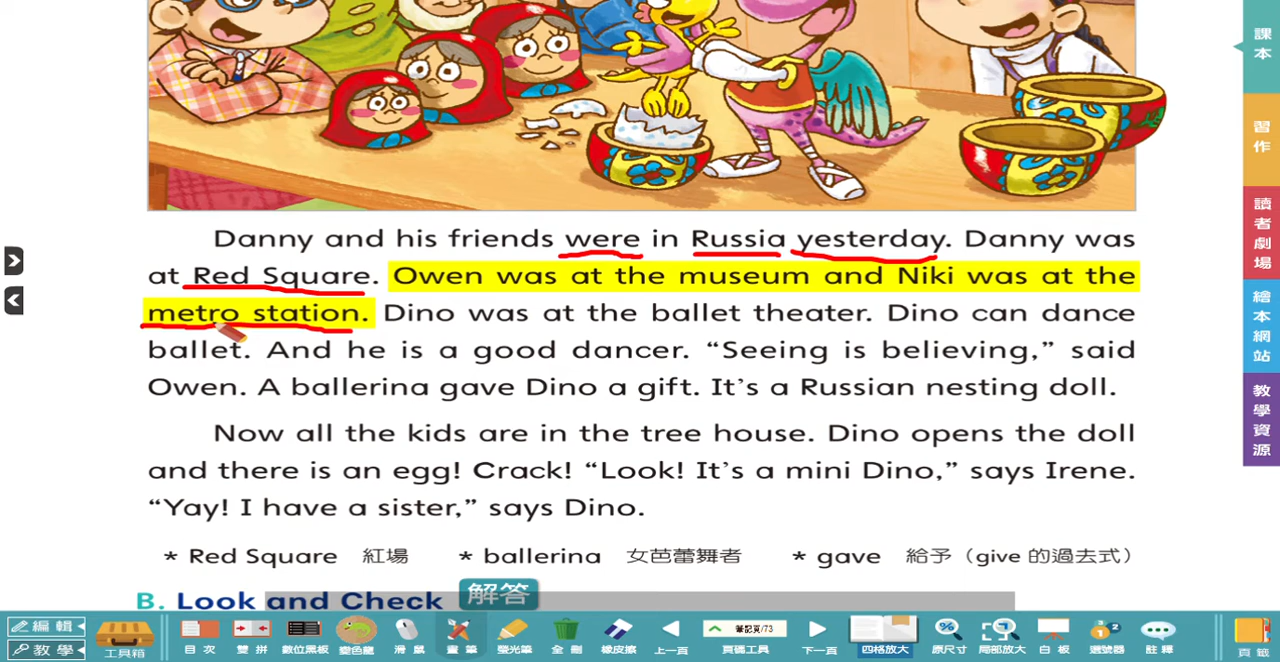 Danny and his friends were in Russia yesterday. Danny was
at Red Square. Owen was at the museum and Niki was at the
metro station. Dino was at the ballet theater. Dino can dance
ballet. And he is a good dancer. “Seeing is believing,” said
Owen. A ballerina gave Dino a gift. It’s a Russian nesting doll.
Now all the kids are in the tree house. Dino opens the doll
and there is an egg! Crack! “Look! It’s a mini Dino,” says Irene.
“Yay! I have a sister,” says Dino.
* Red Square 紅場 * ballerina 女芭蕾舞者 * gave 給予（give 的過去式）
B. Look and Check 解答
課本
習作
讀者劇場
繪本網站
教學資源
編輯
教學
工具箱
目次
雙拼
數位黑板
變色龍
滑鼠
畫筆
螢光筆
全刪
橡皮擦
上一頁
筆記頁/73
頁碼工具
下一頁
四格放大
原尺寸
局部放大
白板
選號器
註釋
頁籤